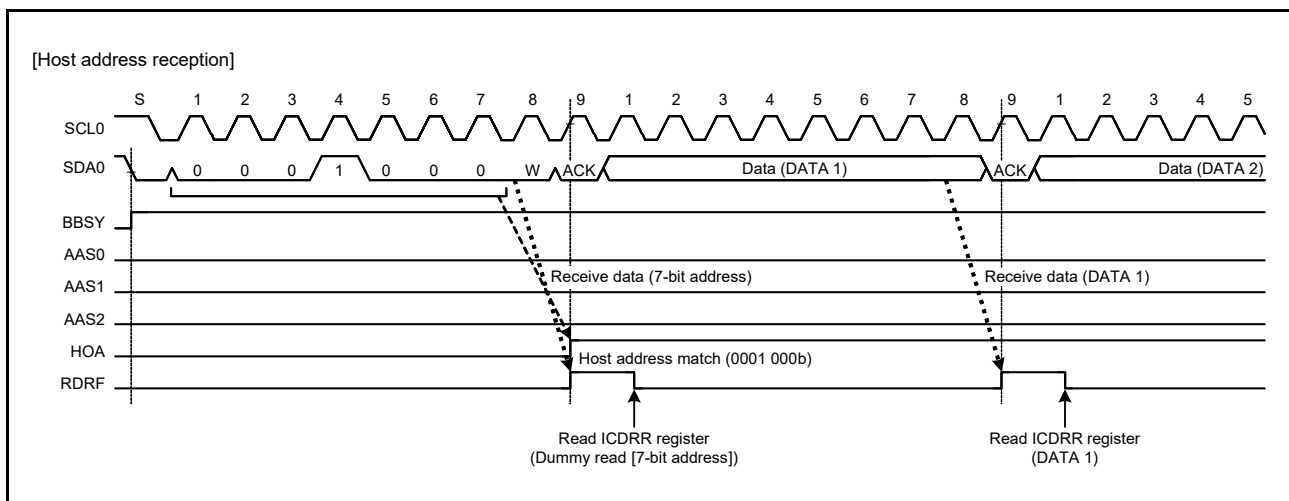 [Host address reception]
S 1 2 3 4 5 6 7 8 9 1 2 3 4 5 6 7 8 9 1 2 3 4 5
SCL0
SDA0 0 0 0 1 0 0 0 W ACK Data (DATA 1) ACK Data (DATA 2)
BBSY
AAS0
Receive data (7-bit address) Receive data (DATA 1)
AAS1
AAS2
HOA
Host address match (0001 000b)
RDRF
Read ICDRR register Read ICDRR register
(Dummy read [7-bit address]) (DATA 1)